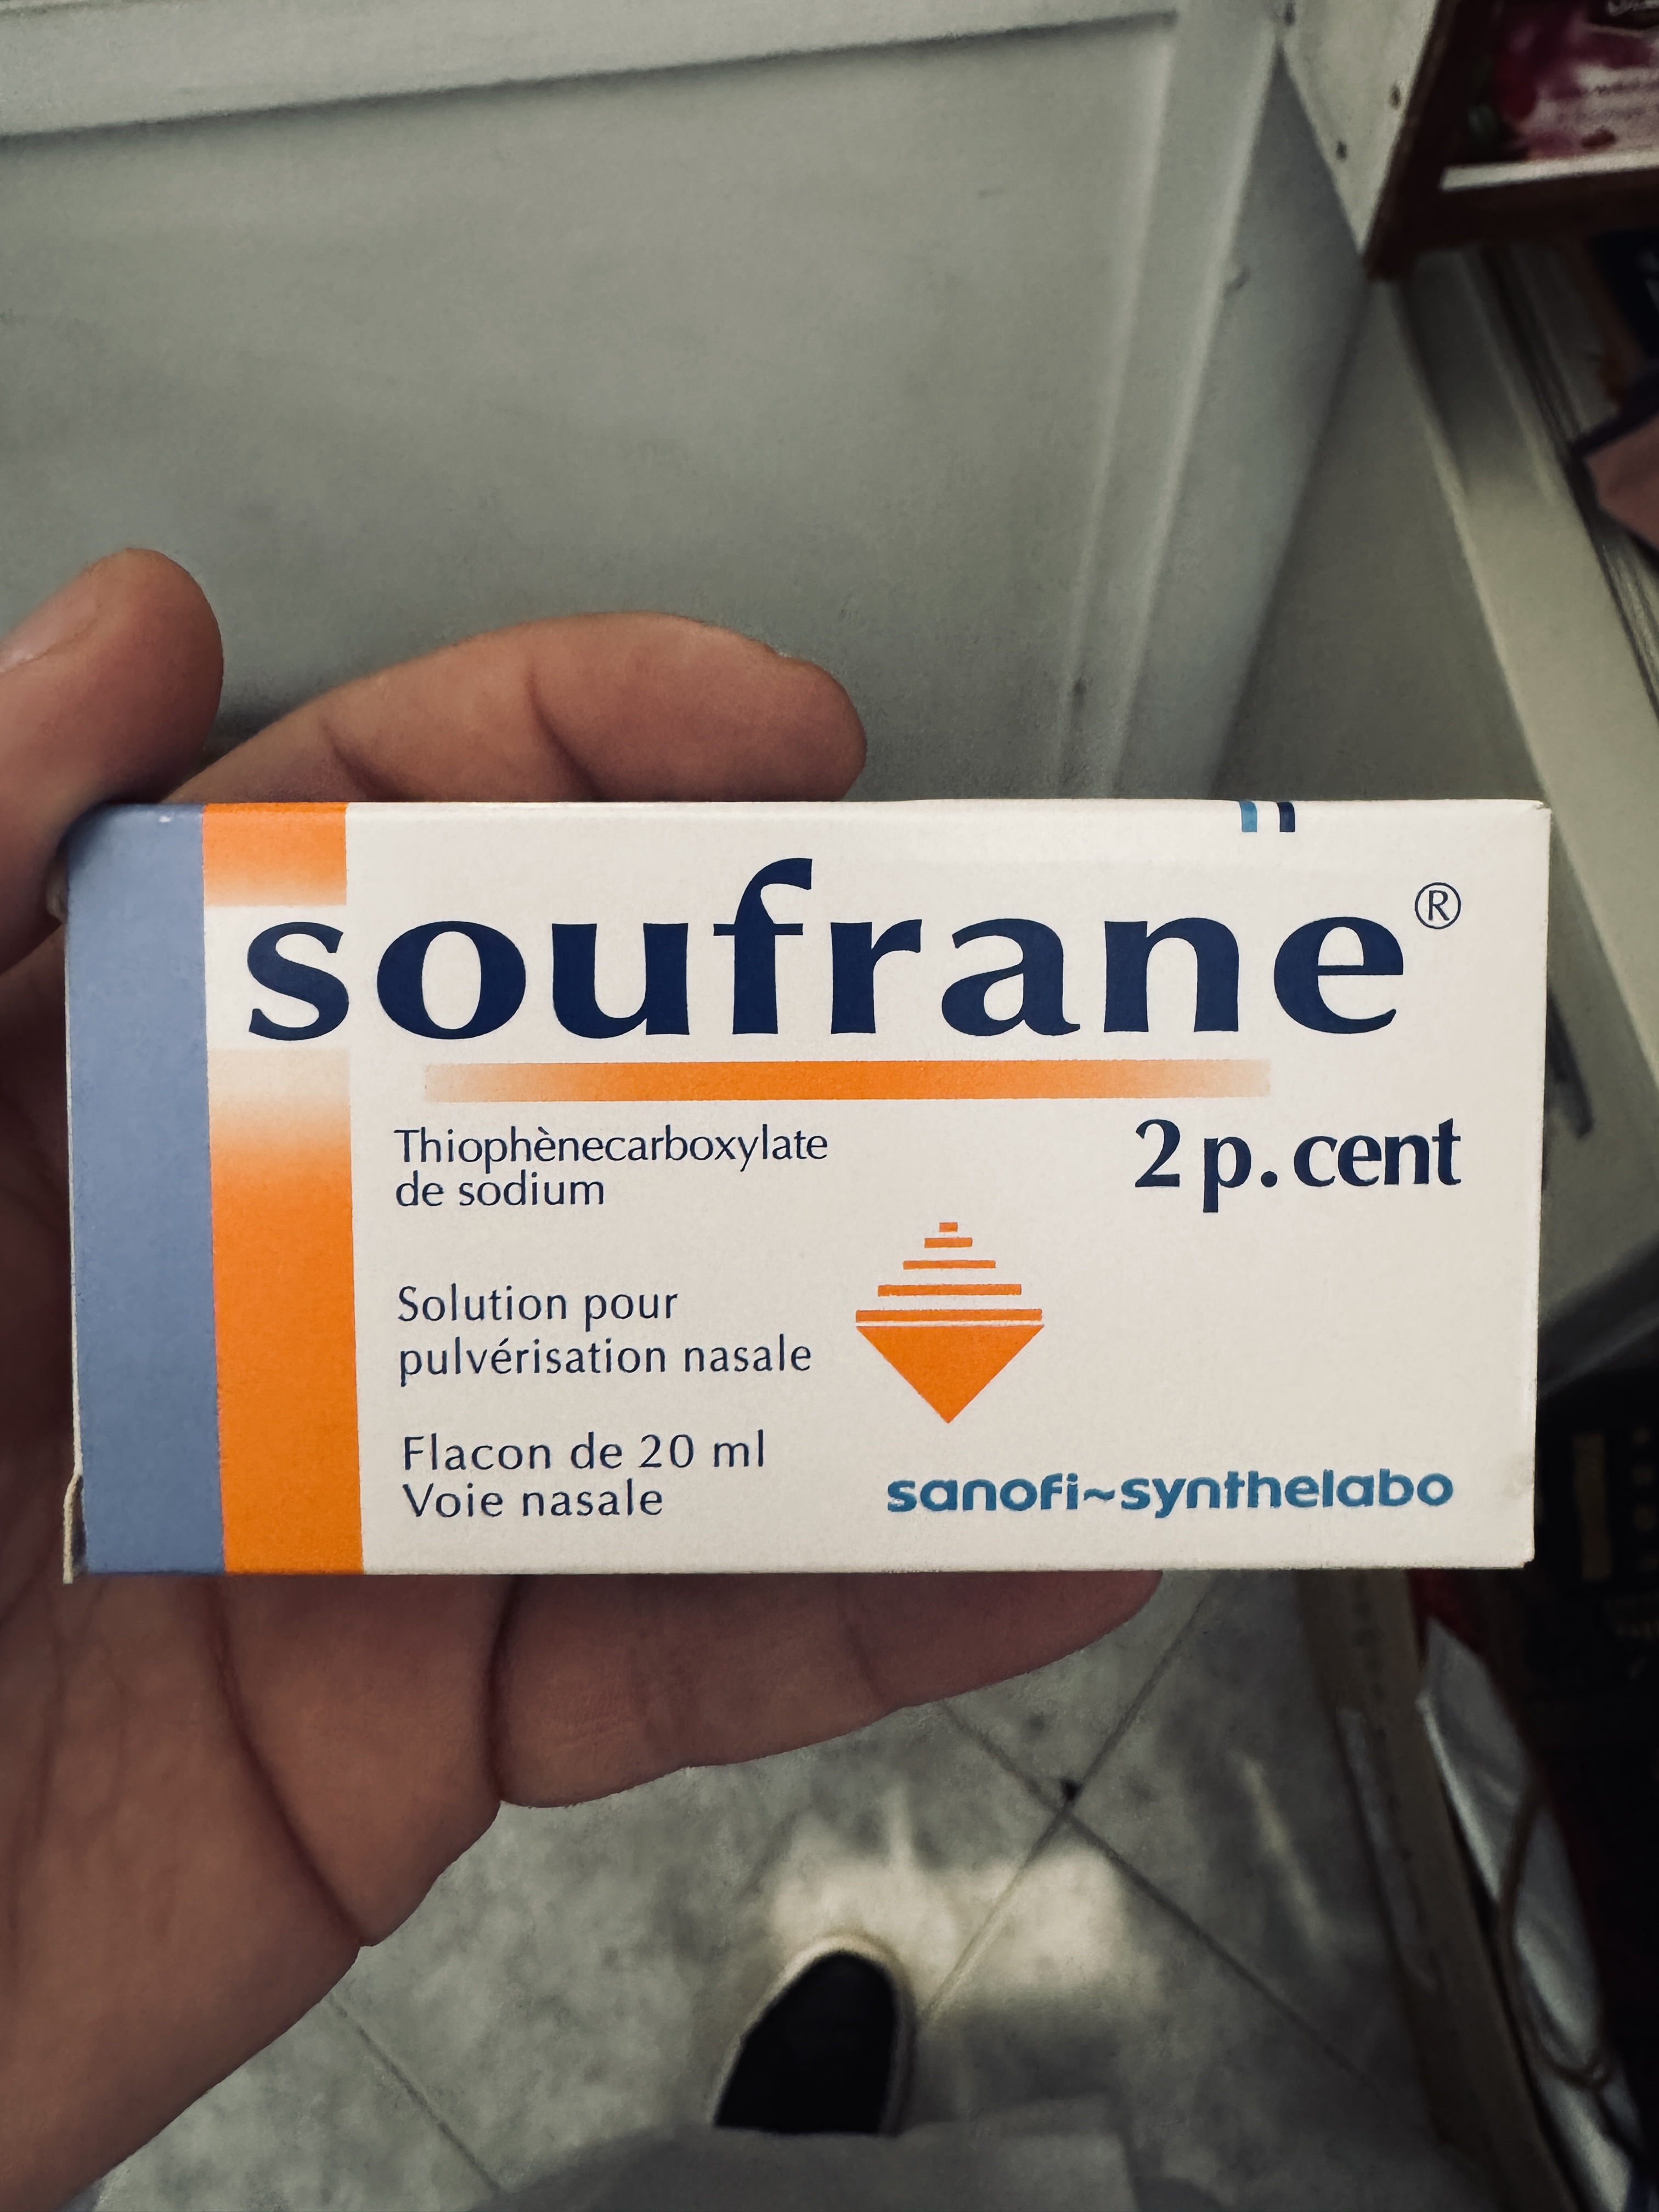 soufrane®
Thiophènecarboxylate
de sodium
2 p. cent
Solution pour
pulvérisation nasale
Flacon de 20 ml
Voie nasale
sanofi~synthelabo